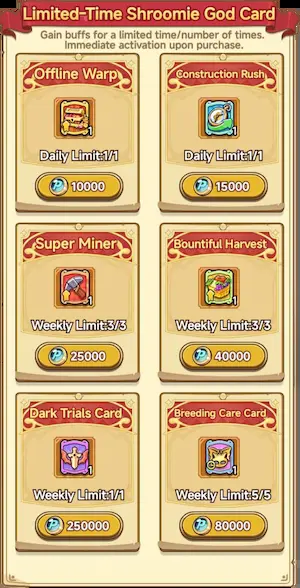 Limited-Time Shroomie God Card
Gain buffs for a limited time/number of times.
Immediate activation upon purchase.
Offline Warp
1
Daily Limit:1/1
10000
Construction Rush
1
Daily Limit:1/1
15000
Super Miner
1
Weekly Limit:3/3
25000
Bountiful Harvest
1
Weekly Limit:3/3
40000
Dark Trials Card
1
Weekly Limit:1/1
250000
Breeding Care Card
1
Weekly Limit:5/5
80000